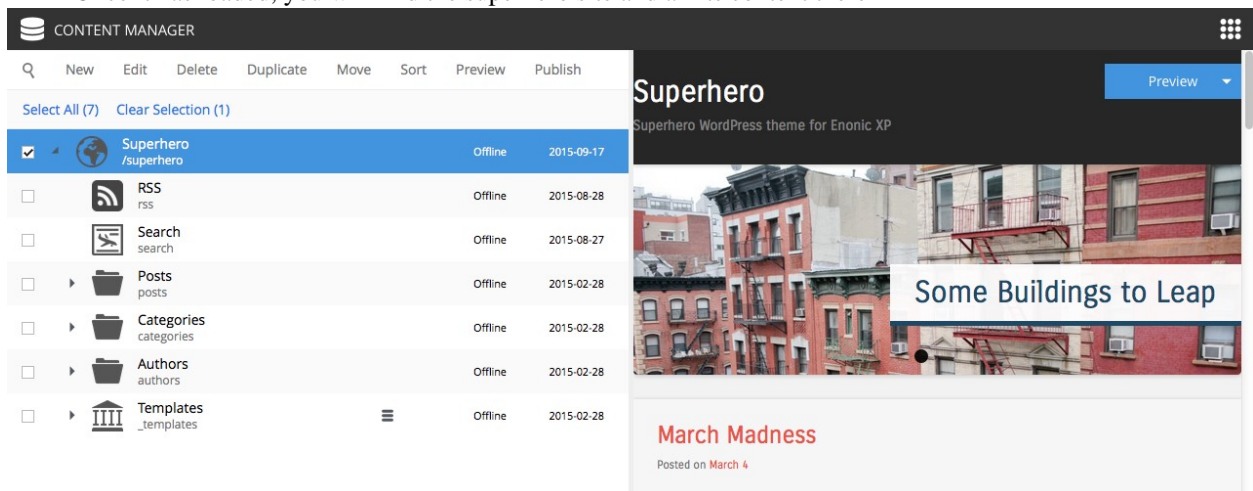 CONTENT MANAGER
New Edit Delete Duplicate Move Sort Preview Publish
Select All (7) Clear Selection (1)
Superhero
/superhero
Offline 2015-09-17
RSS
rss
Offline 2015-08-28
Search
search
Offline 2015-08-27
Posts
posts
Offline 2015-02-28
Categories
categories
Offline 2015-02-28
Authors
authors
Offline 2015-02-28
Templates
_templates
Offline 2015-02-28
Superhero
Preview
Superhero WordPress theme for Enonic XP
Some Buildings to Leap
March Madness
Posted on March 4